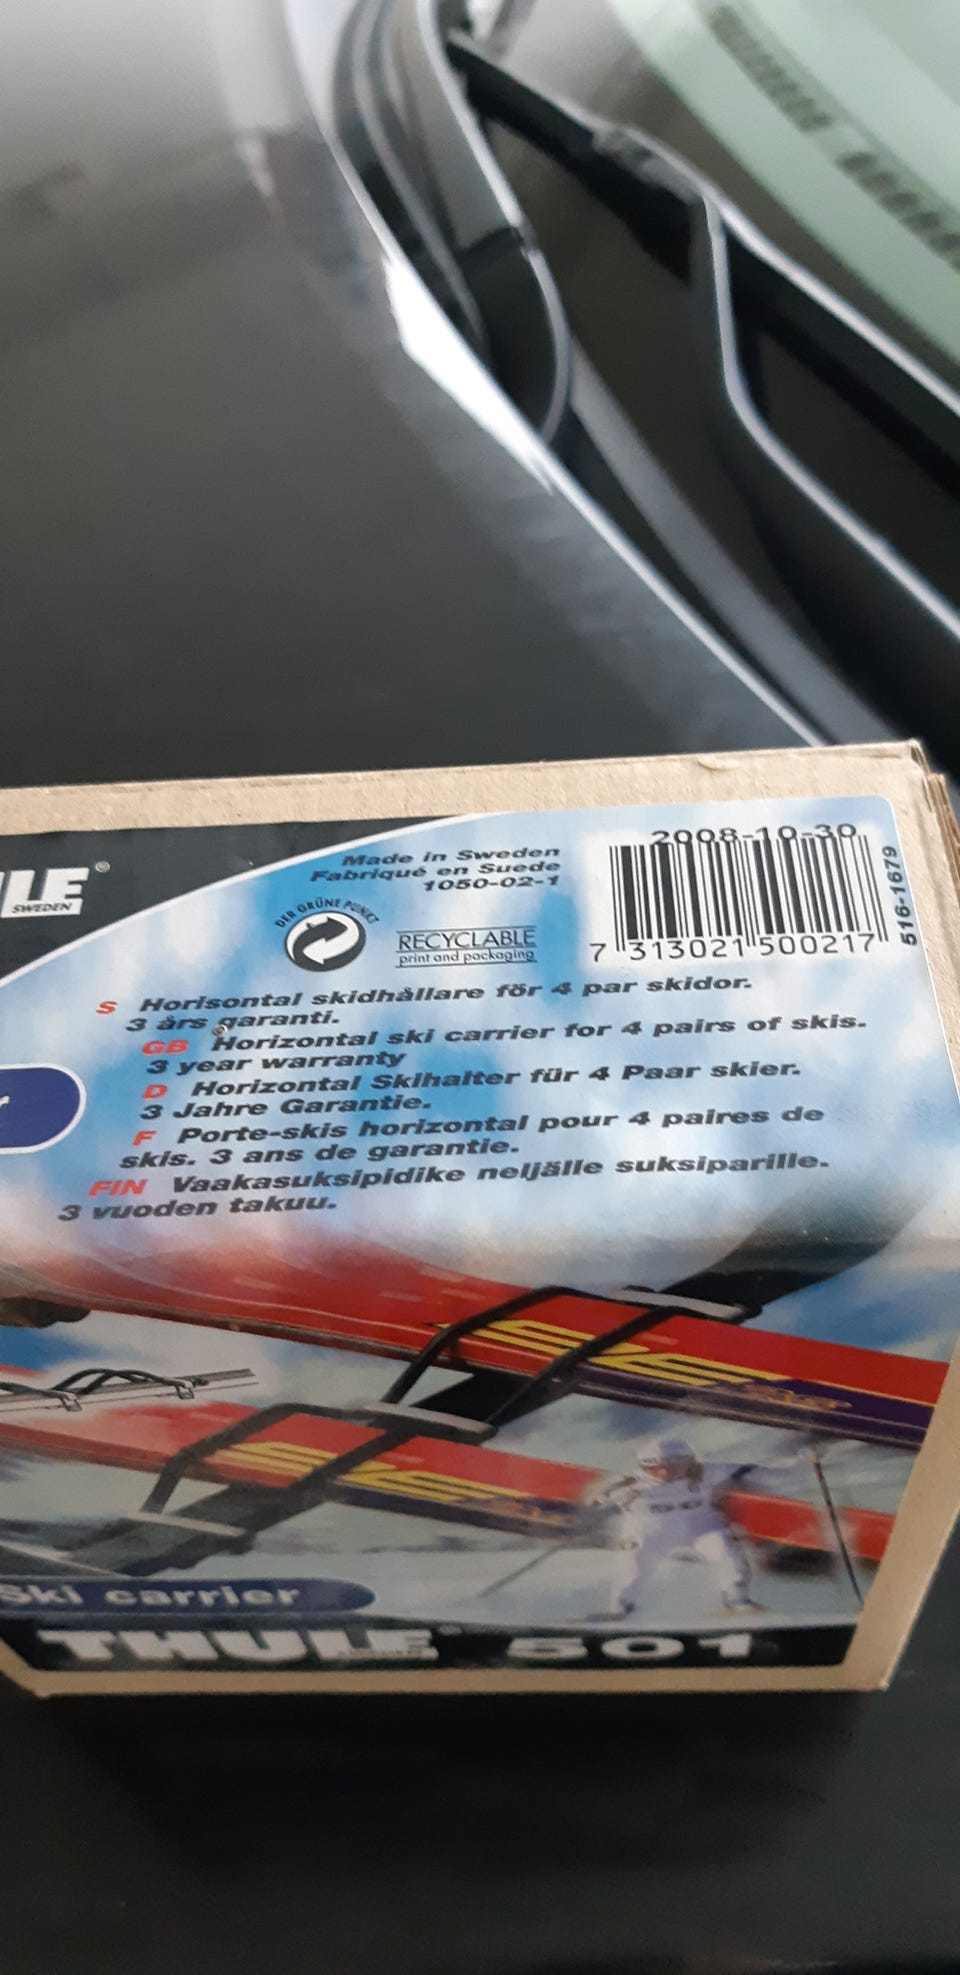 ULE®
SWEDEN
Made in Sweden
Fabriqué en Suede
1050-02-1
DER GRÜNE PUNKT
RECYCLABLE
print and packaging
2008-10-30
7 313021 500217
516-1679
S Horisontal skidhållare för 4 par skidor.
3 års garanti.
GB Horizontal ski carrier for 4 pairs of skis.
3 year warranty
D Horizontal Skihalter für 4 Paar skier.
3 Jahre Garantie.
F Porte-skis horizontal pour 4 paires de
skis. 3 ans de garantie.
FIN Vaakasuksipidike neljälle suksiparille.
3 vuoden takuu.
Ski carrier
THULE® 501